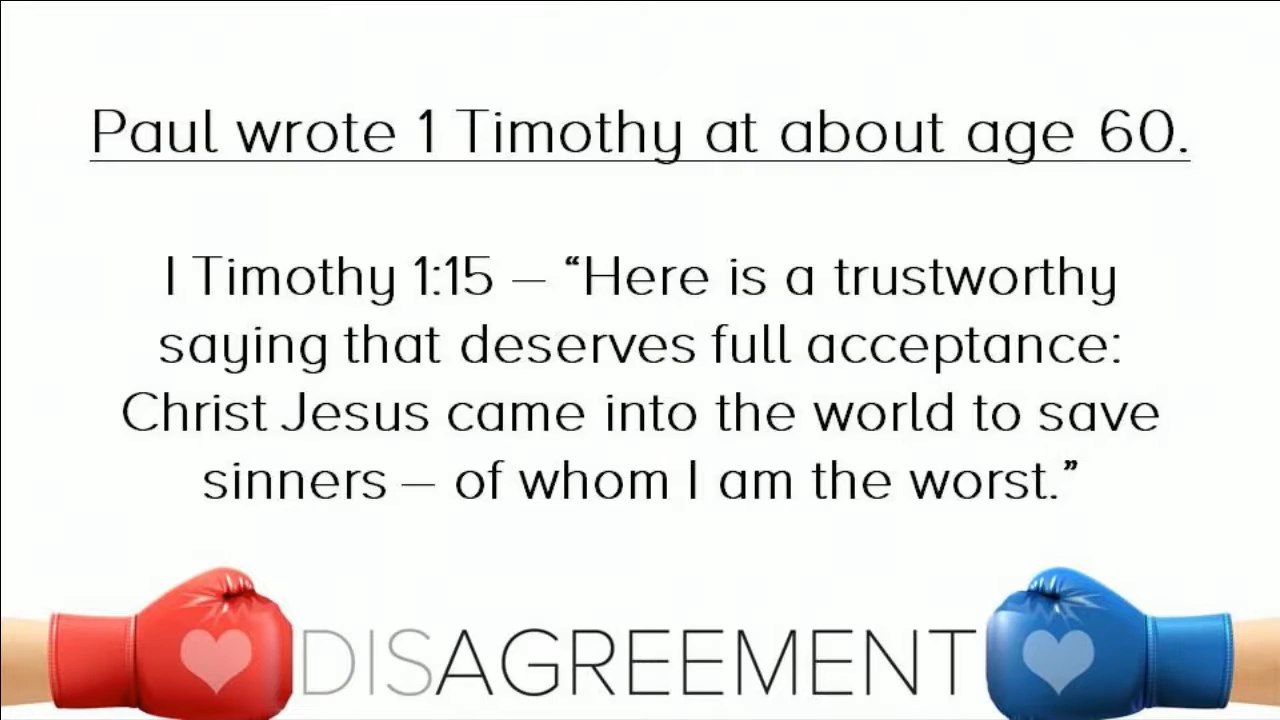 Paul wrote 1 Timothy at about age 60.
I Timothy 1:15 – “Here is a trustworthy
saying that deserves full acceptance:
Christ Jesus came into the world to save
sinners – of whom I am the worst.”
DISAGREEMENT